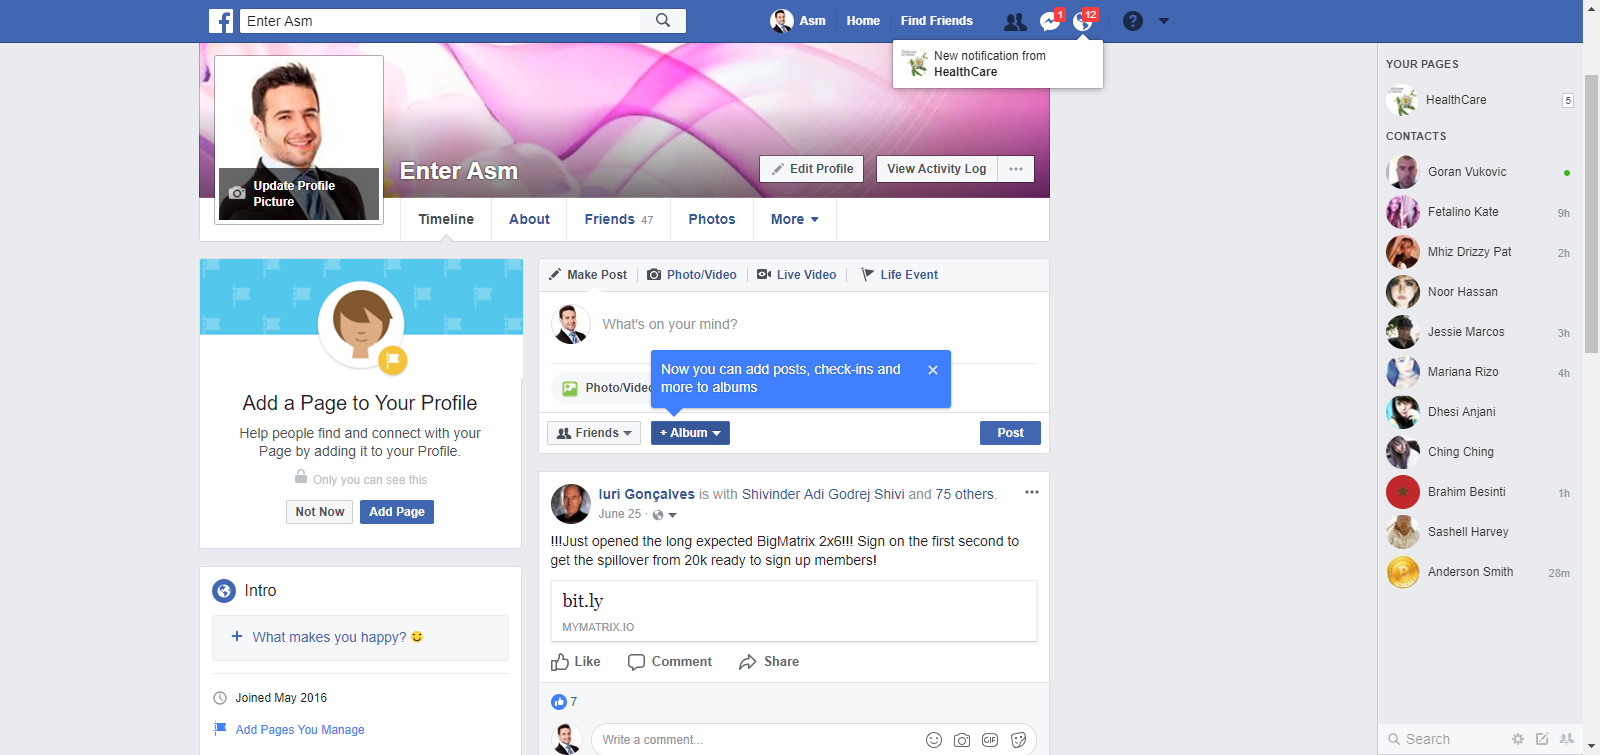 Enter Asm
Asm
Home
Find Friends
1
12
New notification from
HealthCare
Enter Asm
Update Profile
Picture
Edit Profile
View Activity Log
Timeline
About
Friends 47
Photos
More
Add a Page to Your Profile
Help people find and connect with your
Page by adding it to your Profile.
Only you can see this
Not Now
Add Page
Intro
What makes you happy?
Joined May 2016
Add Pages You Manage
Make Post
Photo/Video
Live Video
Life Event
What's on your mind?
Now you can add posts, check-ins and
more to albums
Photo/Video
Friends
+ Album
Post
Iuri Gonçalves is with Shivinder Adi Godrej Shivi and 75 others.
June 25 ·
!!!Just opened the long expected BigMatrix 2x6!!! Sign on the first second to
get the spillover from 20k ready to sign up members!
bit.ly
MYMATRIX.IO
Like
Comment
Share
7
Write a comment...
GIF
YOUR PAGES
HealthCare 5
CONTACTS
Goran Vukovic
Fetalino Kate 9h
Mhiz Drizzy Pat 2h
Noor Hassan
Jessie Marcos 3h
Mariana Rizo 4h
Dhesi Anjani
Ching Ching
Brahim Besinti 1h
Sashell Harvey
Anderson Smith 28m
Search